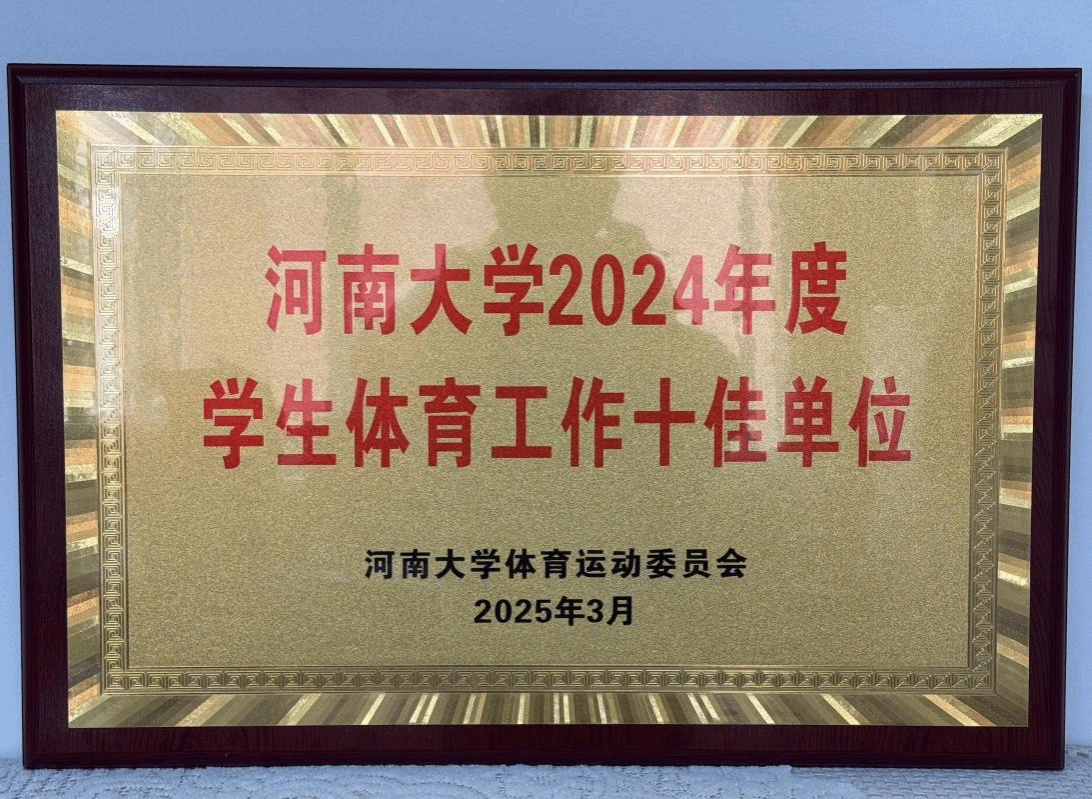 河南大学2024年度
学生体育工作十佳单位
河南大学体育运动委员会
2025年3月